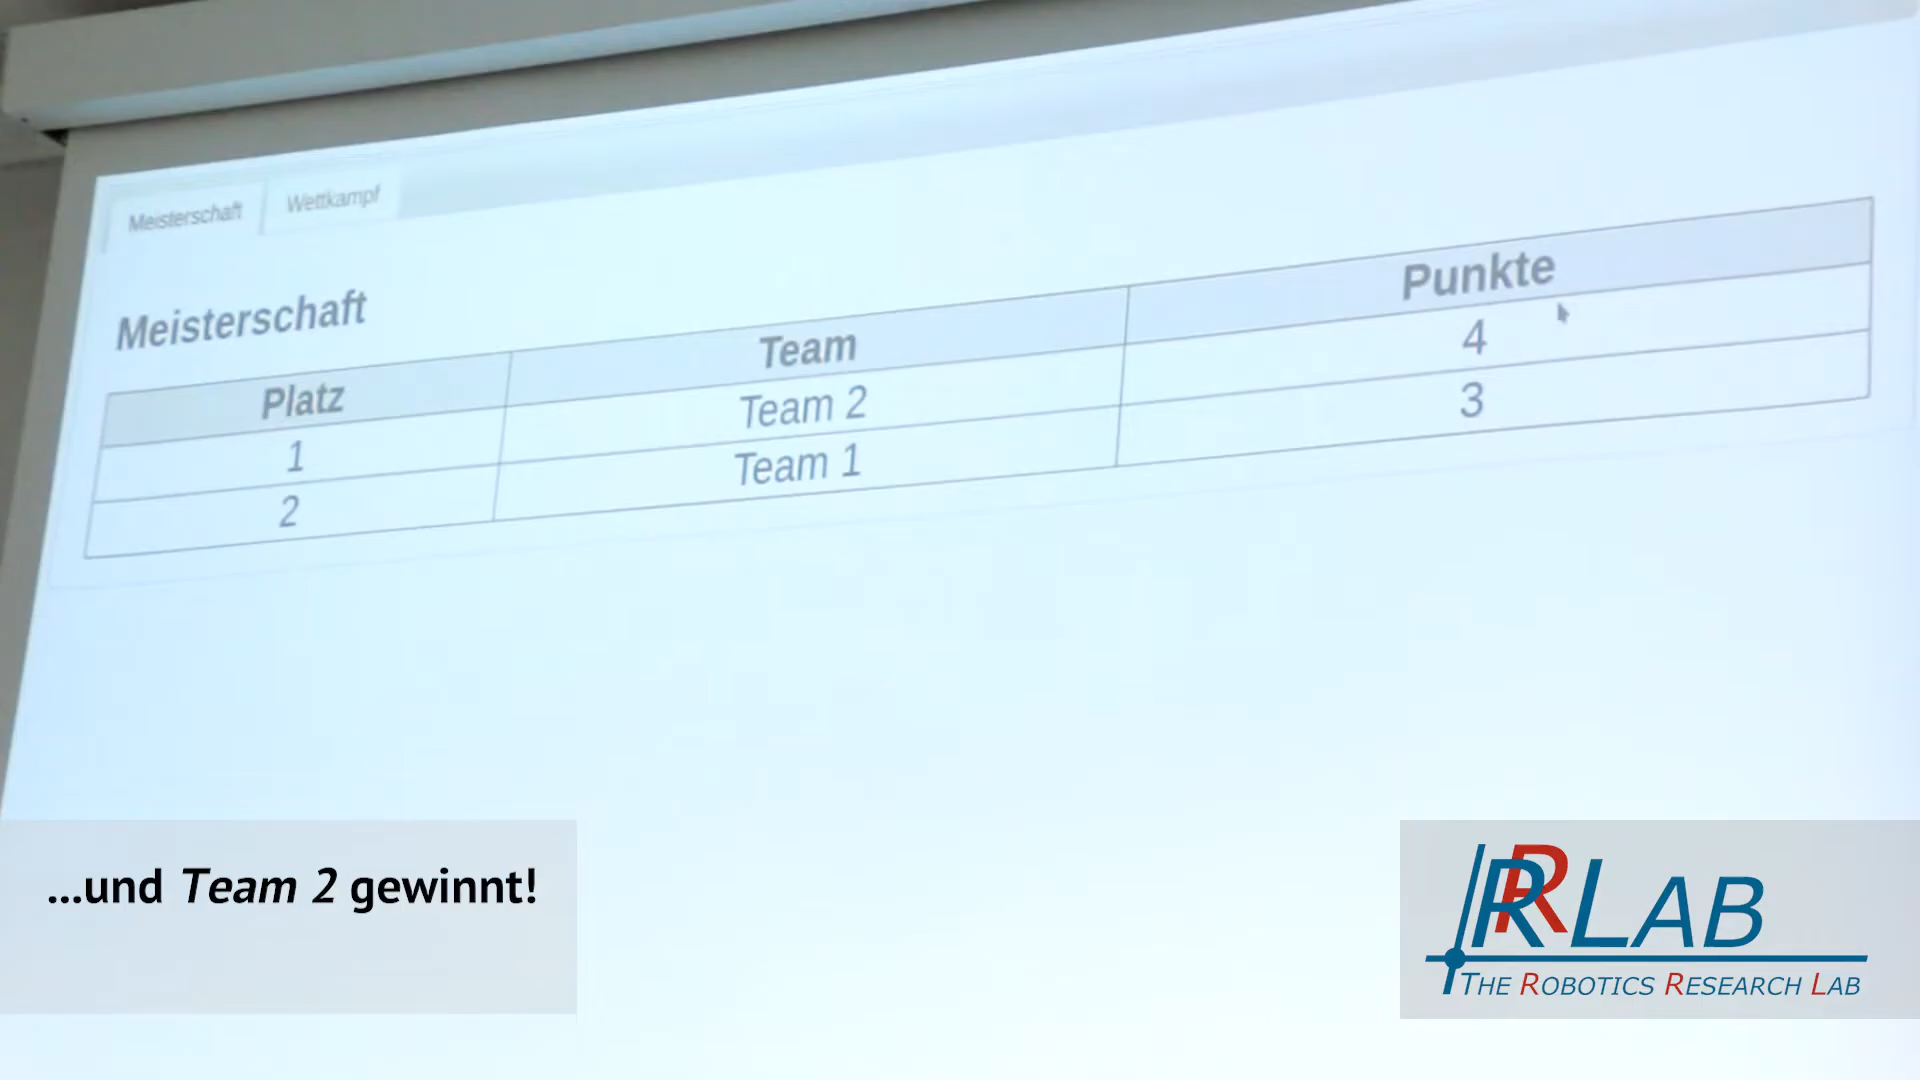 Meisterschaft Wettkampf
Meisterschaft
Platz Team Punkte
1 Team 2 4
2 Team 1 3
...und Team 2 gewinnt!
RRLAB
THE ROBOTICS RESEARCH LAB